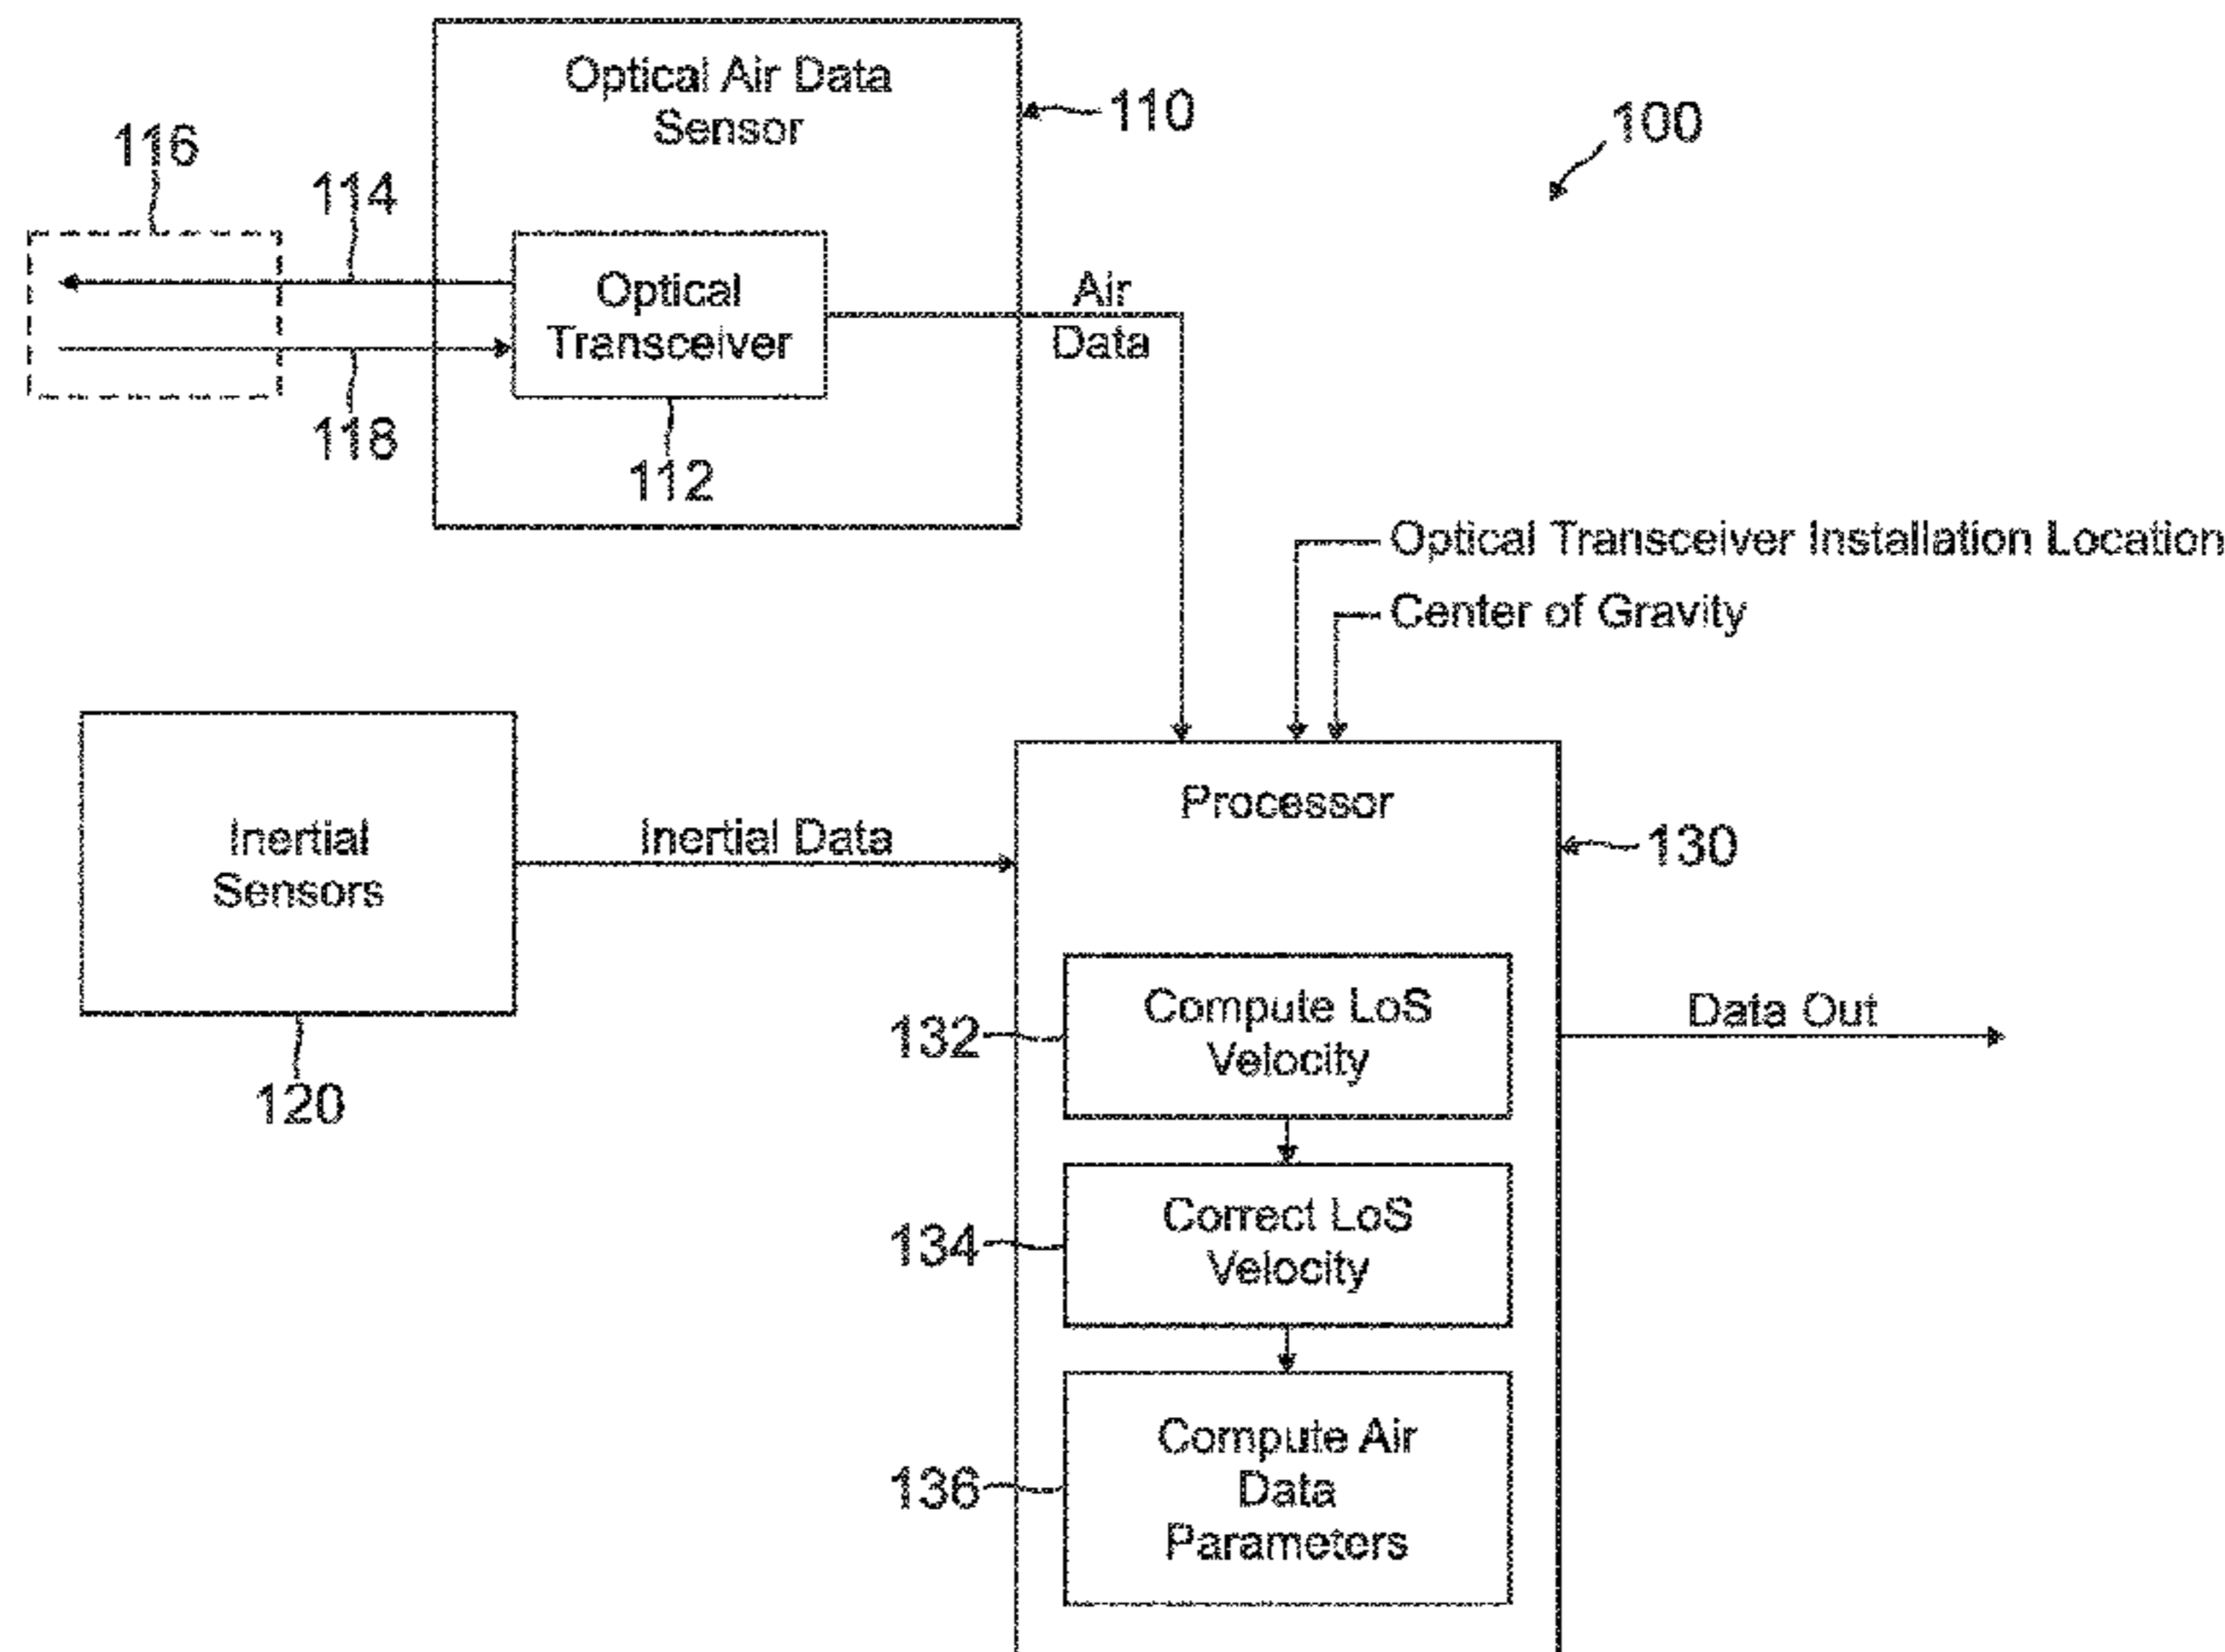 Optical Air Data
Sensor
110
100
116
114
Optical
Transceiver
Air
Data
118
112
Optical Transceiver Installation Location
Center of Gravity
Processor
Inertial
Sensors
Inertial Data
130
120
Compute LoS
Velocity
132
Data Out
Correct LoS
Velocity
134
Compute Air
Data
Parameters
136